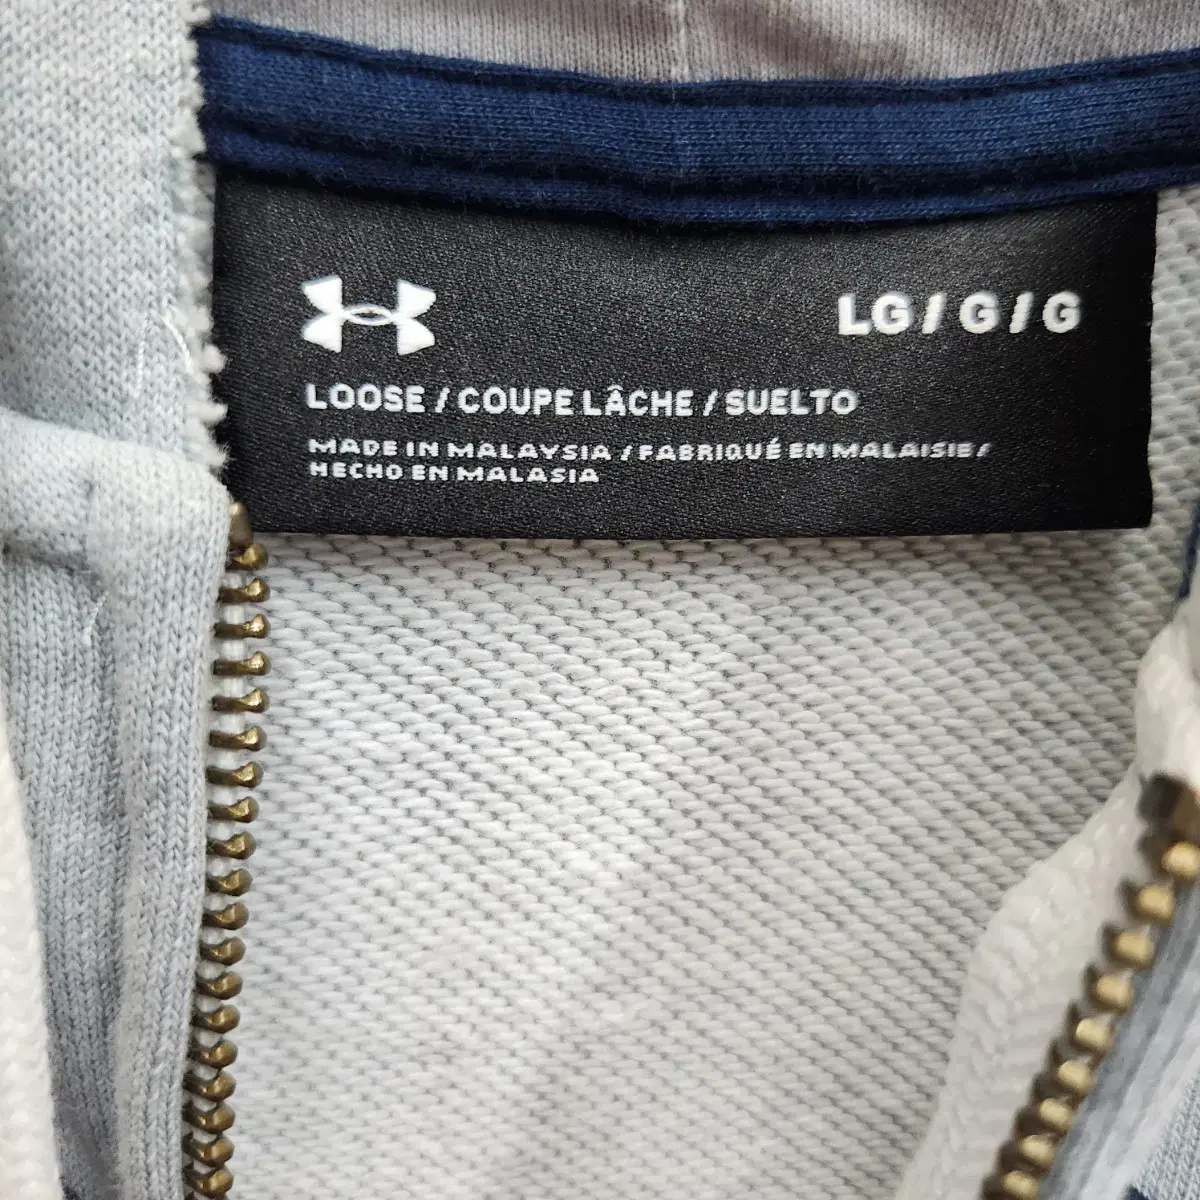 LG / G / G
LOOSE / COUPE LÂCHE / SUELTO
MADE IN MALAYSIA / FABRIQUÉ EN MALAISIE /
HECHO EN MALASIA